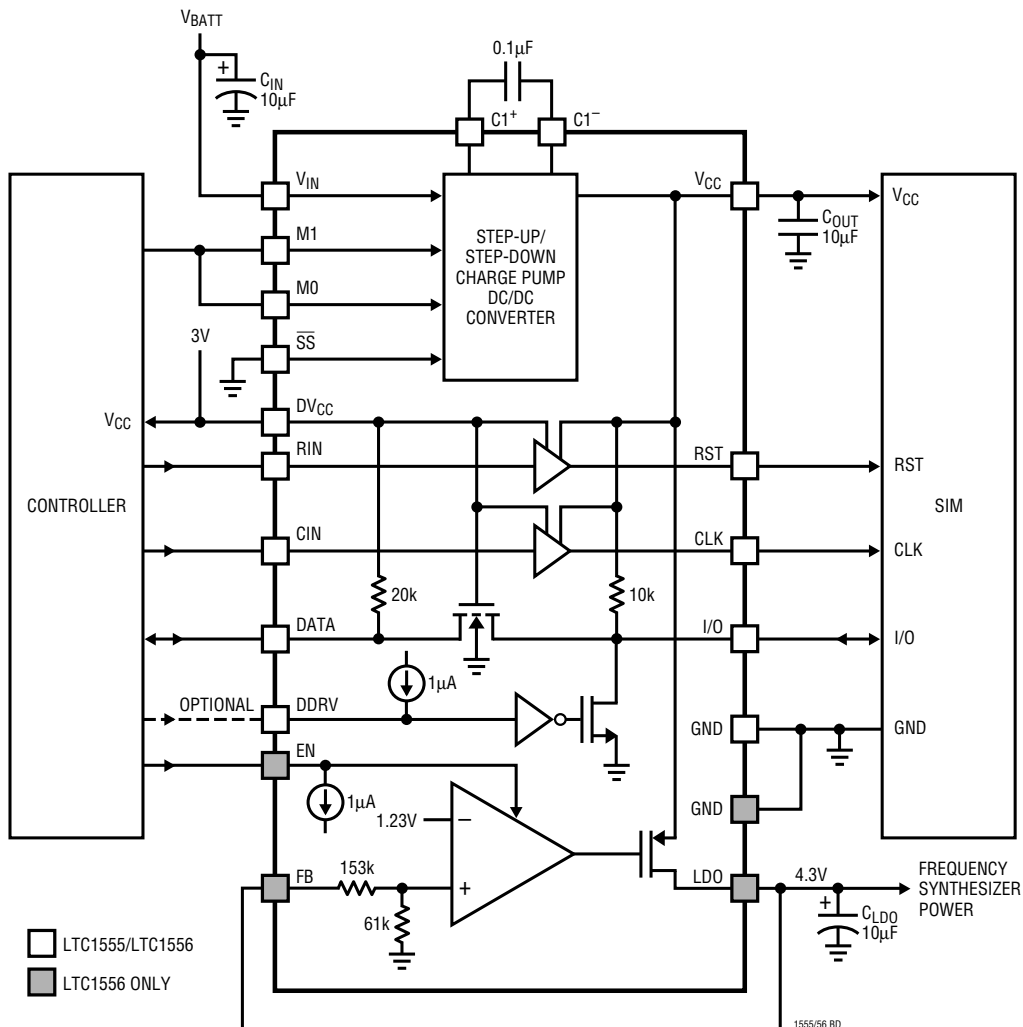 VBATT
+
CIN
10µF
0.1µF
C1+
C1−
VIN
M1
M0
SS
STEP-UP/
STEP-DOWN
CHARGE PUMP
DC/DC
CONVERTER
VCC
COUT
10µF
VCC
3V
VCC
DVCC
RIN
RST
RST
CONTROLLER
SIM
CIN
CLK
CLK
20k
10k
DATA
I/O
I/O
1µA
OPTIONAL
DDRV
GND
GND
EN
1µA
GND
1.23V
−
FB
153k
+
61k
LDO
4.3V
FREQUENCY
SYNTHESIZER
POWER
+
CLDO
10µF
LTC1555/LTC1556
LTC1556 ONLY
1555/56 BD